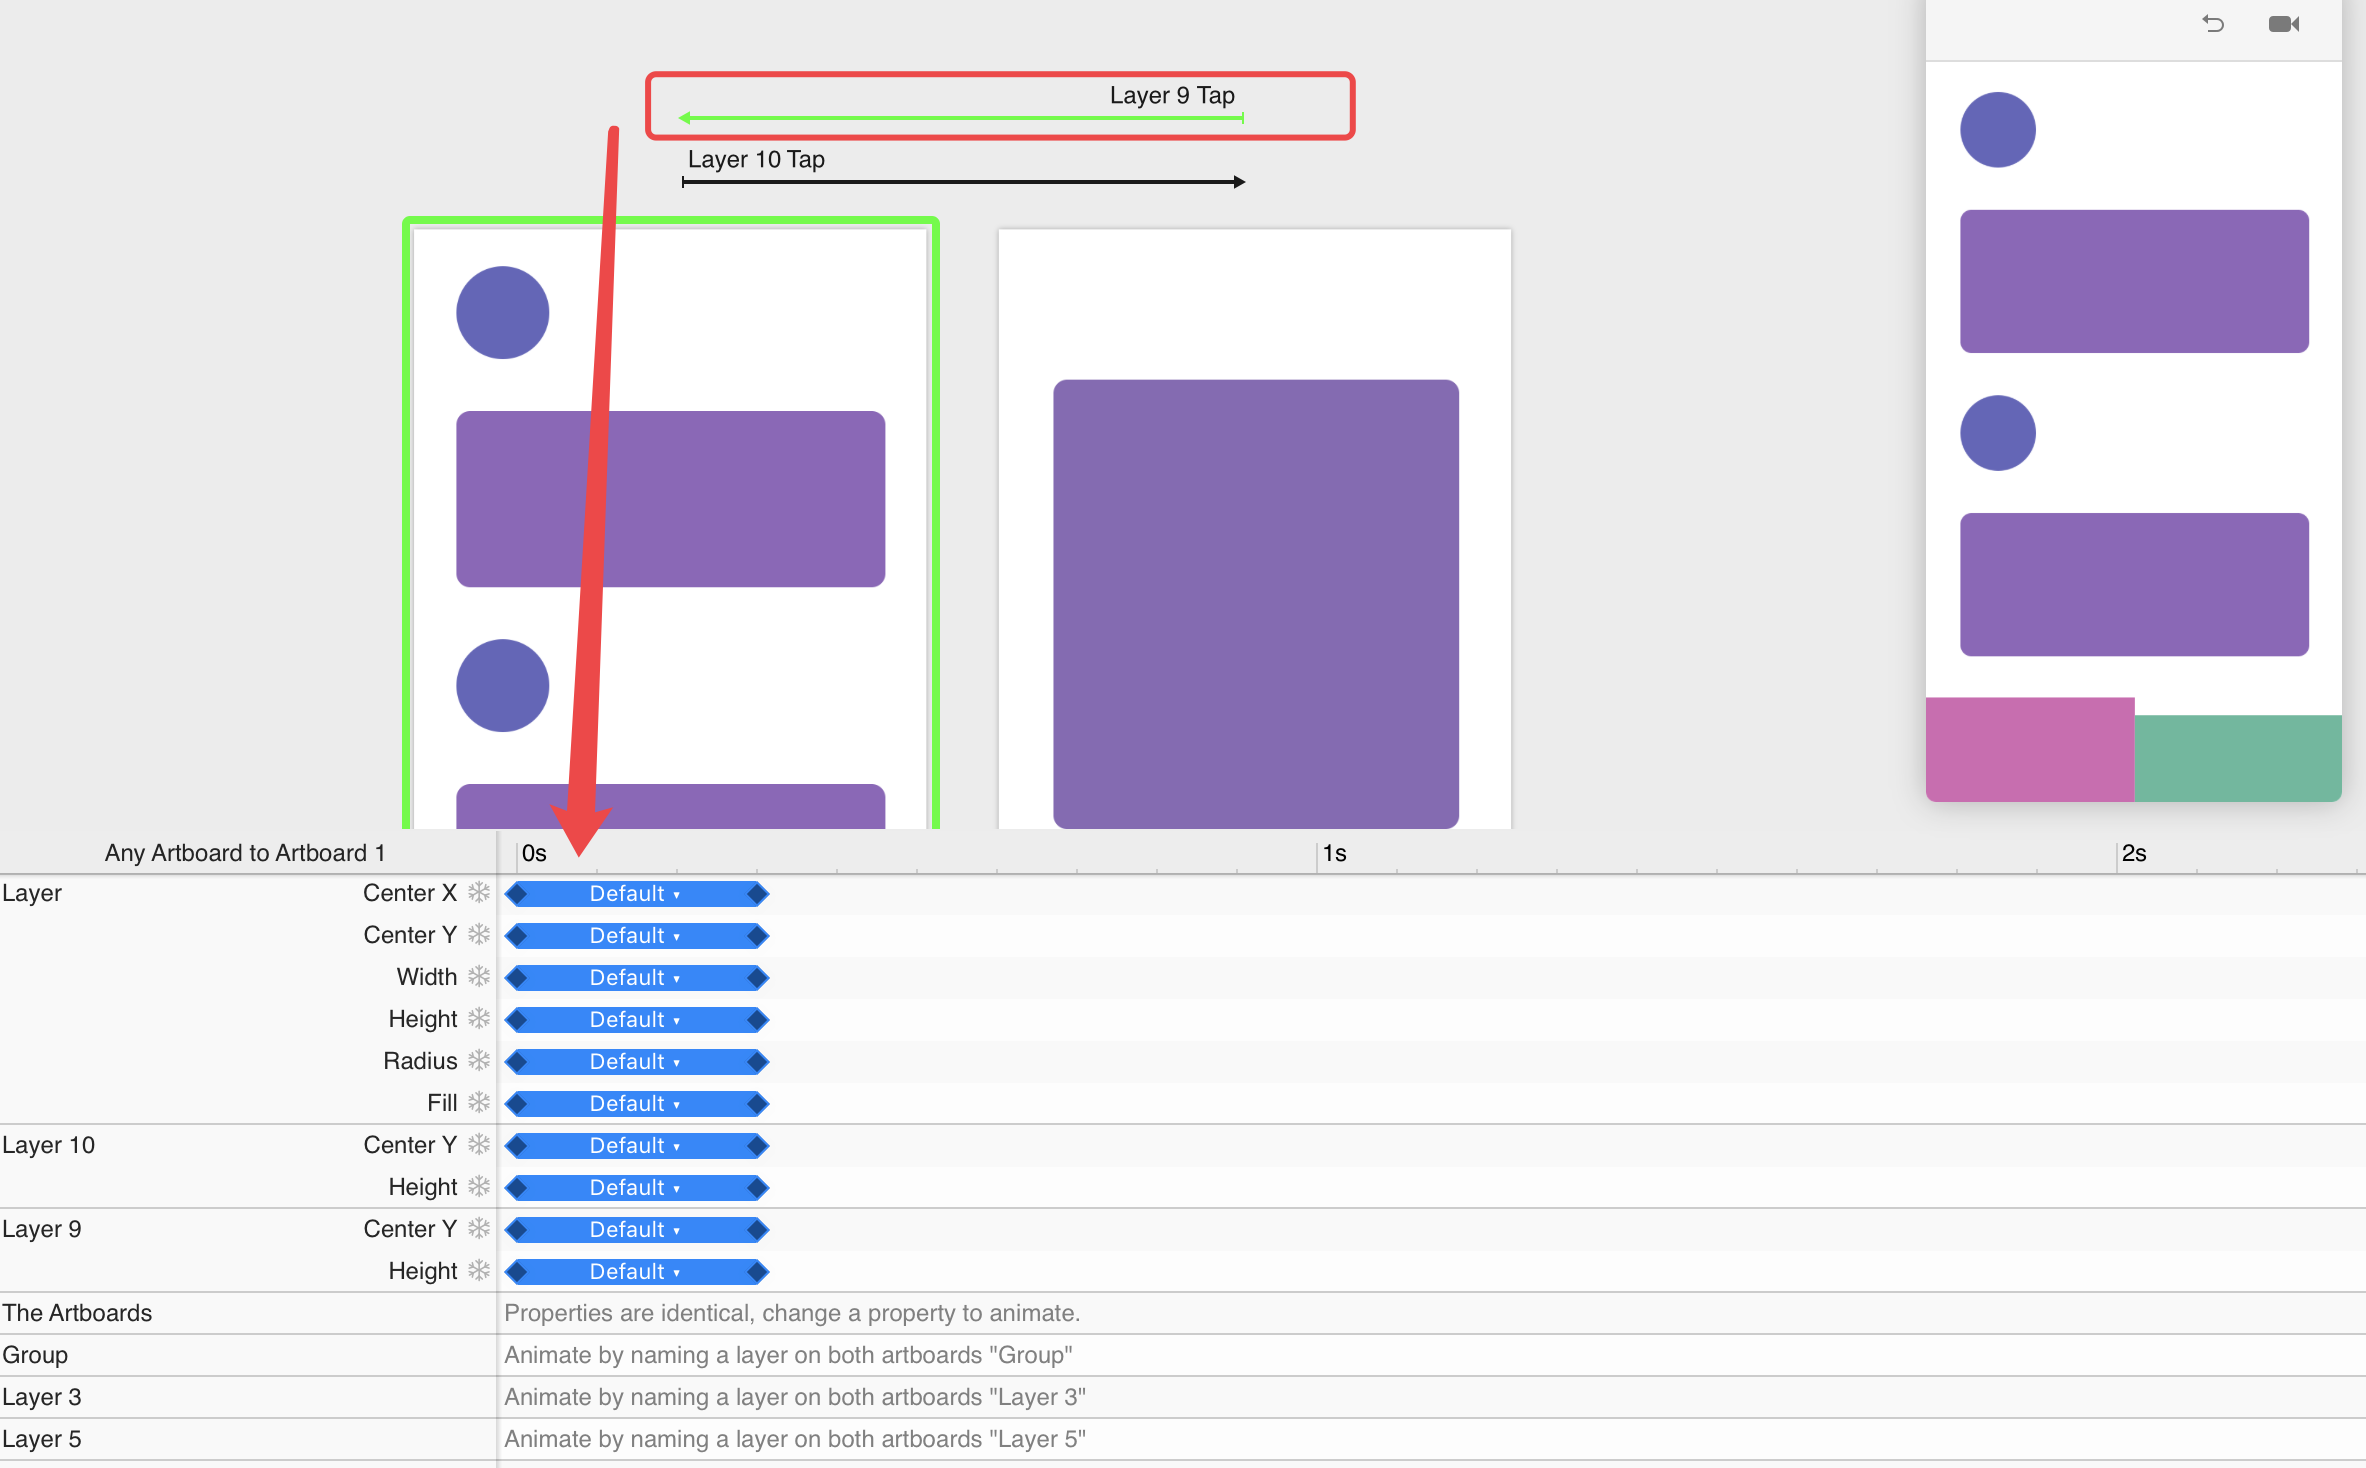 Layer 9 Tap
Layer 10 Tap
Any Artboard to Artboard 1 0s 1s 2s
Layer Center X Default
Center Y Default
Width Default
Height Default
Radius Default
Fill Default
Layer 10 Center Y Default
Height Default
Layer 9 Center Y Default
Height Default
The Artboards Properties are identical, change a property to animate.
Group Animate by naming a layer on both artboards "Group"
Layer 3 Animate by naming a layer on both artboards "Layer 3"
Layer 5 Animate by naming a layer on both artboards "Layer 5"